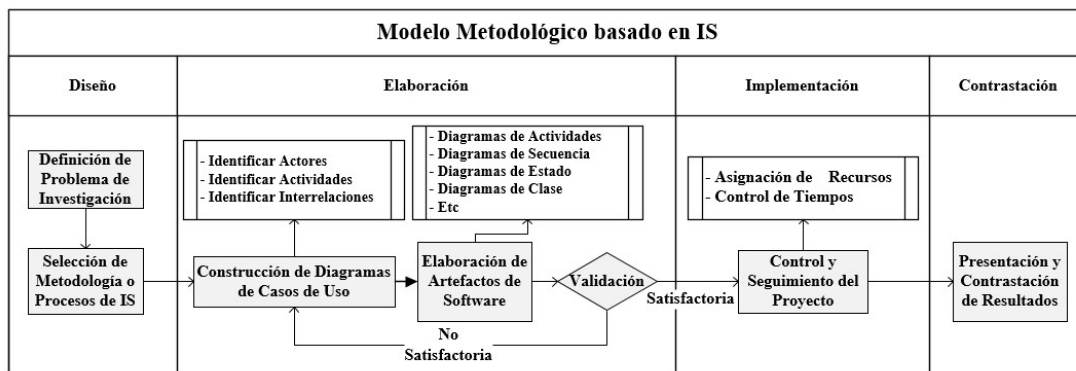 Modelo Metodológico basado en IS
Diseño
Elaboración
Implementación
Contrastación
Definición de
Problema de
Investigación
Selección de
Metodología o
Procesos de IS
- Identificar Actores
- Identificar Actividades
- Identificar Interrelaciones
Construcción de Diagramas
de Casos de Uso
- Diagramas de Actividades
- Diagramas de Secuencia
- Diagramas de Estado
- Diagramas de Clase
- Etc
Elaboración de
Artefactos de
Software
Validación
No
Satisfactoria
Satisfactoria
- Asignación de Recursos
- Control de Tiempos
Control y
Seguimiento del
Proyecto
Presentación y
Contrastación
de Resultados